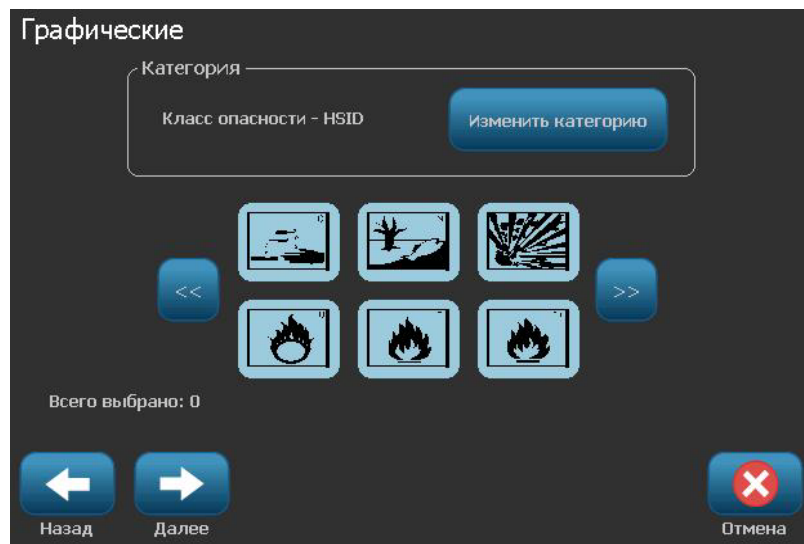 Графические
Категория
Класс опасности - HSID
Изменить категорию
<<
>>
Всего выбрано: 0
Назад
Далее
Отмена